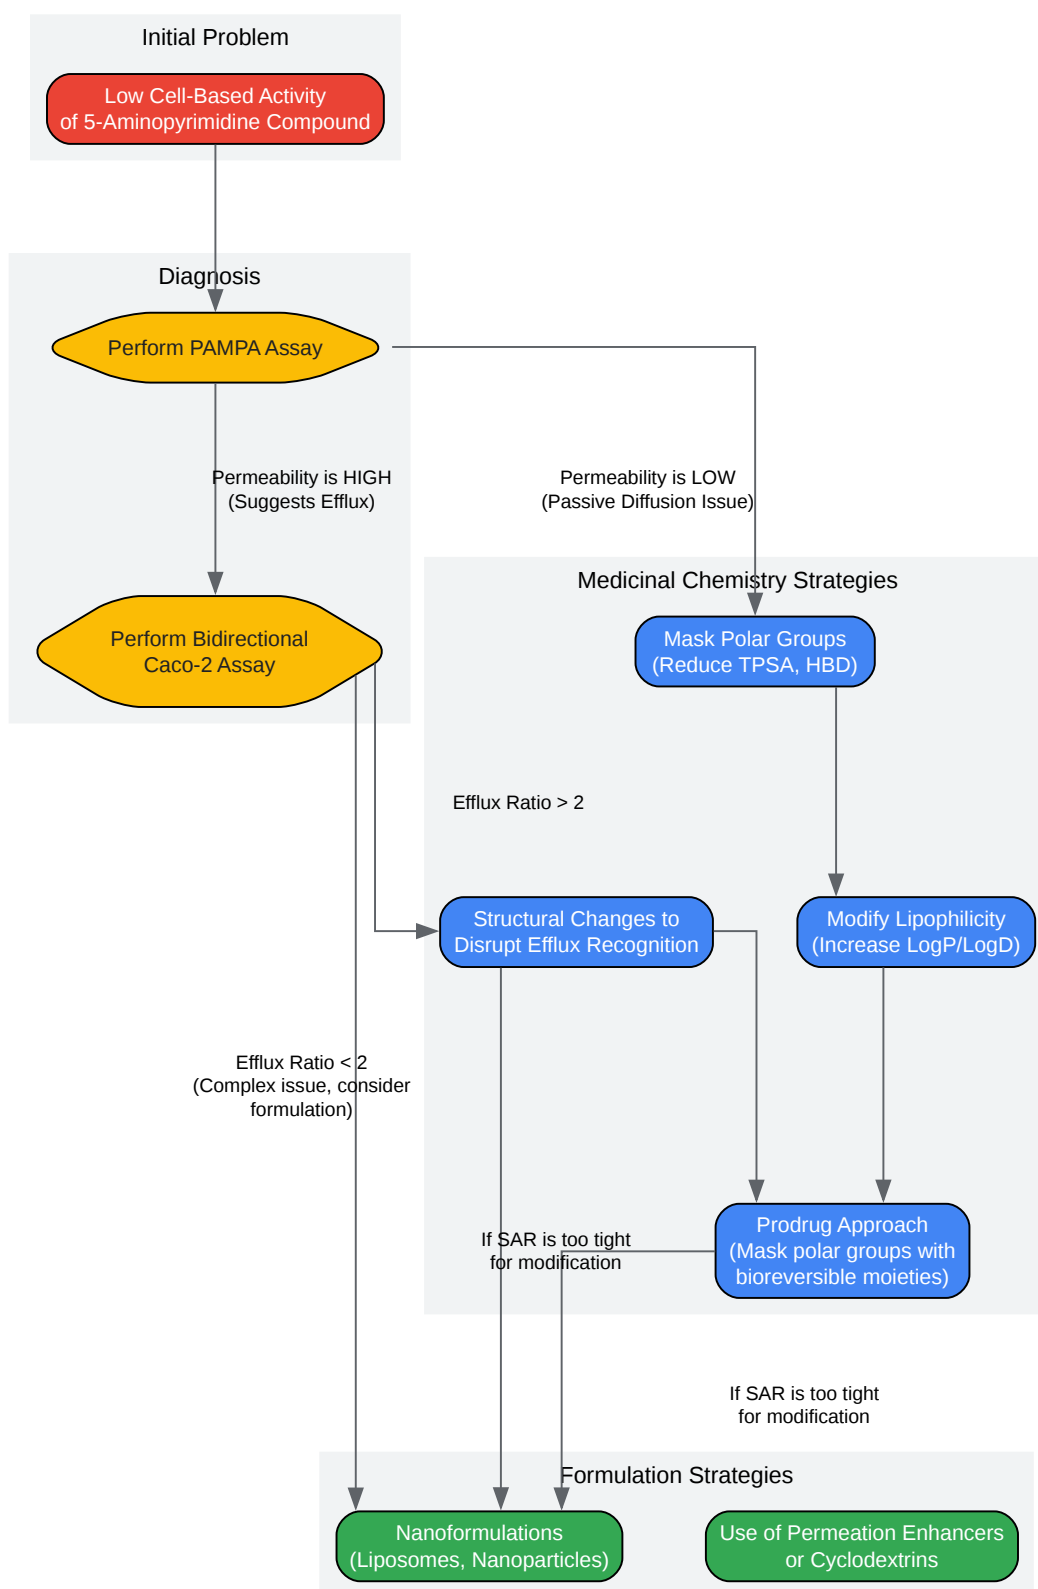 Initial Problem
Low Cell-Based Activity
of 5-Aminopyrimidine Compound
Diagnosis
Perform PAMPA Assay
Permeability is HIGH
(Suggests Efflux)
Permeability is LOW
(Passive Diffusion Issue)
Perform Bidirectional
Caco-2 Assay
Medicinal Chemistry Strategies
Mask Polar Groups
(Reduce TPSA, HBD)
Efflux Ratio > 2
Structural Changes to
Disrupt Efflux Recognition
Modify Lipophilicity
(Increase LogP/LogD)
Efflux Ratio < 2
(Complex issue, consider
formulation)
Prodrug Approach
(Mask polar groups with
bioreversible moieties)
If SAR is too tight
for modification
If SAR is too tight
for modification
Formulation Strategies
Nanoformulations
(Liposomes, Nanoparticles)
Use of Permeation Enhancers
or Cyclodextrins